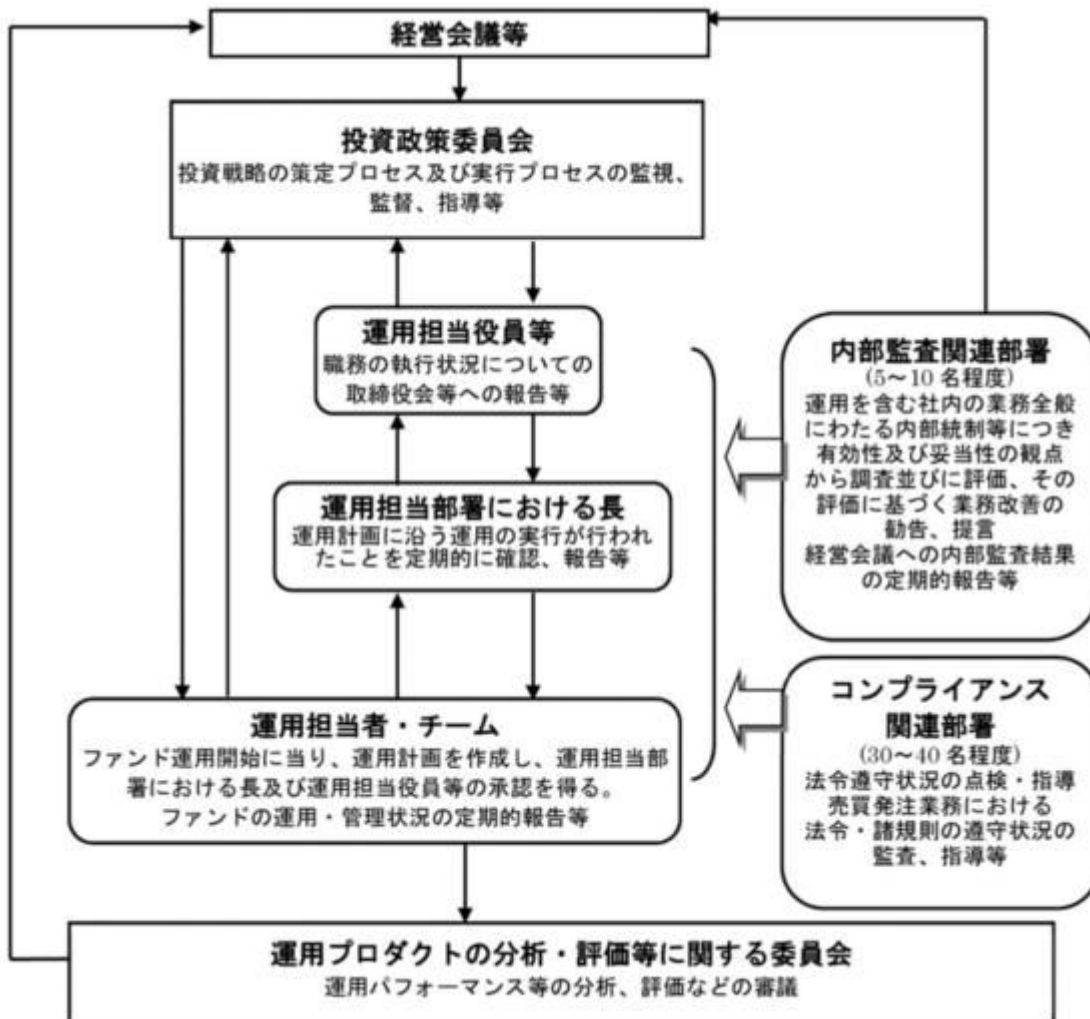 経営会議等
投資政策委員会
投資戦略の策定プロセス及び実行プロセスの監視、
監督、指導等
運用担当役員等
職務の執行状況についての
取締役会等への報告等
運用担当部署における長
運用計画に沿う運用の実行が行われ
たことを定期的に確認、報告等
運用担当者・チーム
ファンド運用開始に当り、運用計画を作成し、運用担当部
署における長及び運用担当役員等の承認を得る。
ファンドの運用・管理状況の定期的報告等
内部監査関連部署
(5～10 名程度)
運用を含む社内の業務全般
にわたる内部統制等につき
有効性及び妥当性の観点
から調査並びに評価、その
評価に基づく業務改善の
勧告、提言
経営会議への内部監査結果
の定期的報告等
コンプライアンス
関連部署
(30～40 名程度)
法令遵守状況の点検・指導
売買発注業務における
法令・諸規則の遵守状況の
監査、指導等
運用プロダクトの分析・評価等に関する委員会
運用パフォーマンス等の分析、評価などの審議